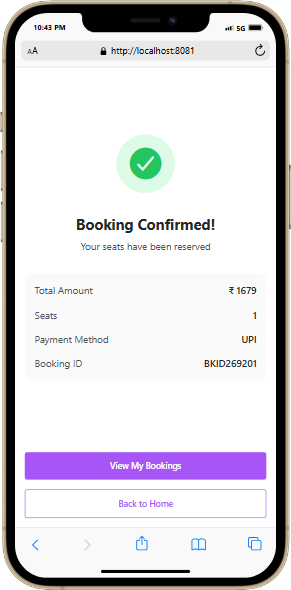 10:43 PM 5G
AA http://localhost:8081
Booking Confirmed!
Your seats have been reserved
Total Amount ₹ 1679
Seats 1
Payment Method UPI
Booking ID BKID269201
View My Bookings
Back to Home